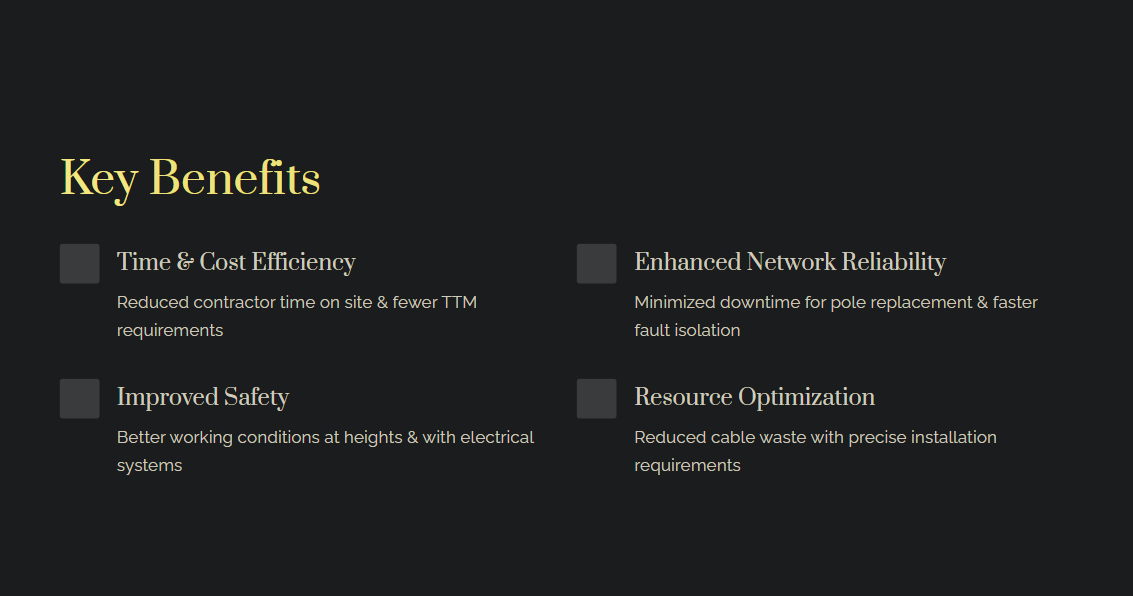 Key Benefits
Time & Cost Efficiency
Reduced contractor time on site & fewer TTM
requirements
Enhanced Network Reliability
Minimized downtime for pole replacement & faster
fault isolation
Improved Safety
Better working conditions at heights & with electrical
systems
Resource Optimization
Reduced cable waste with precise installation
requirements